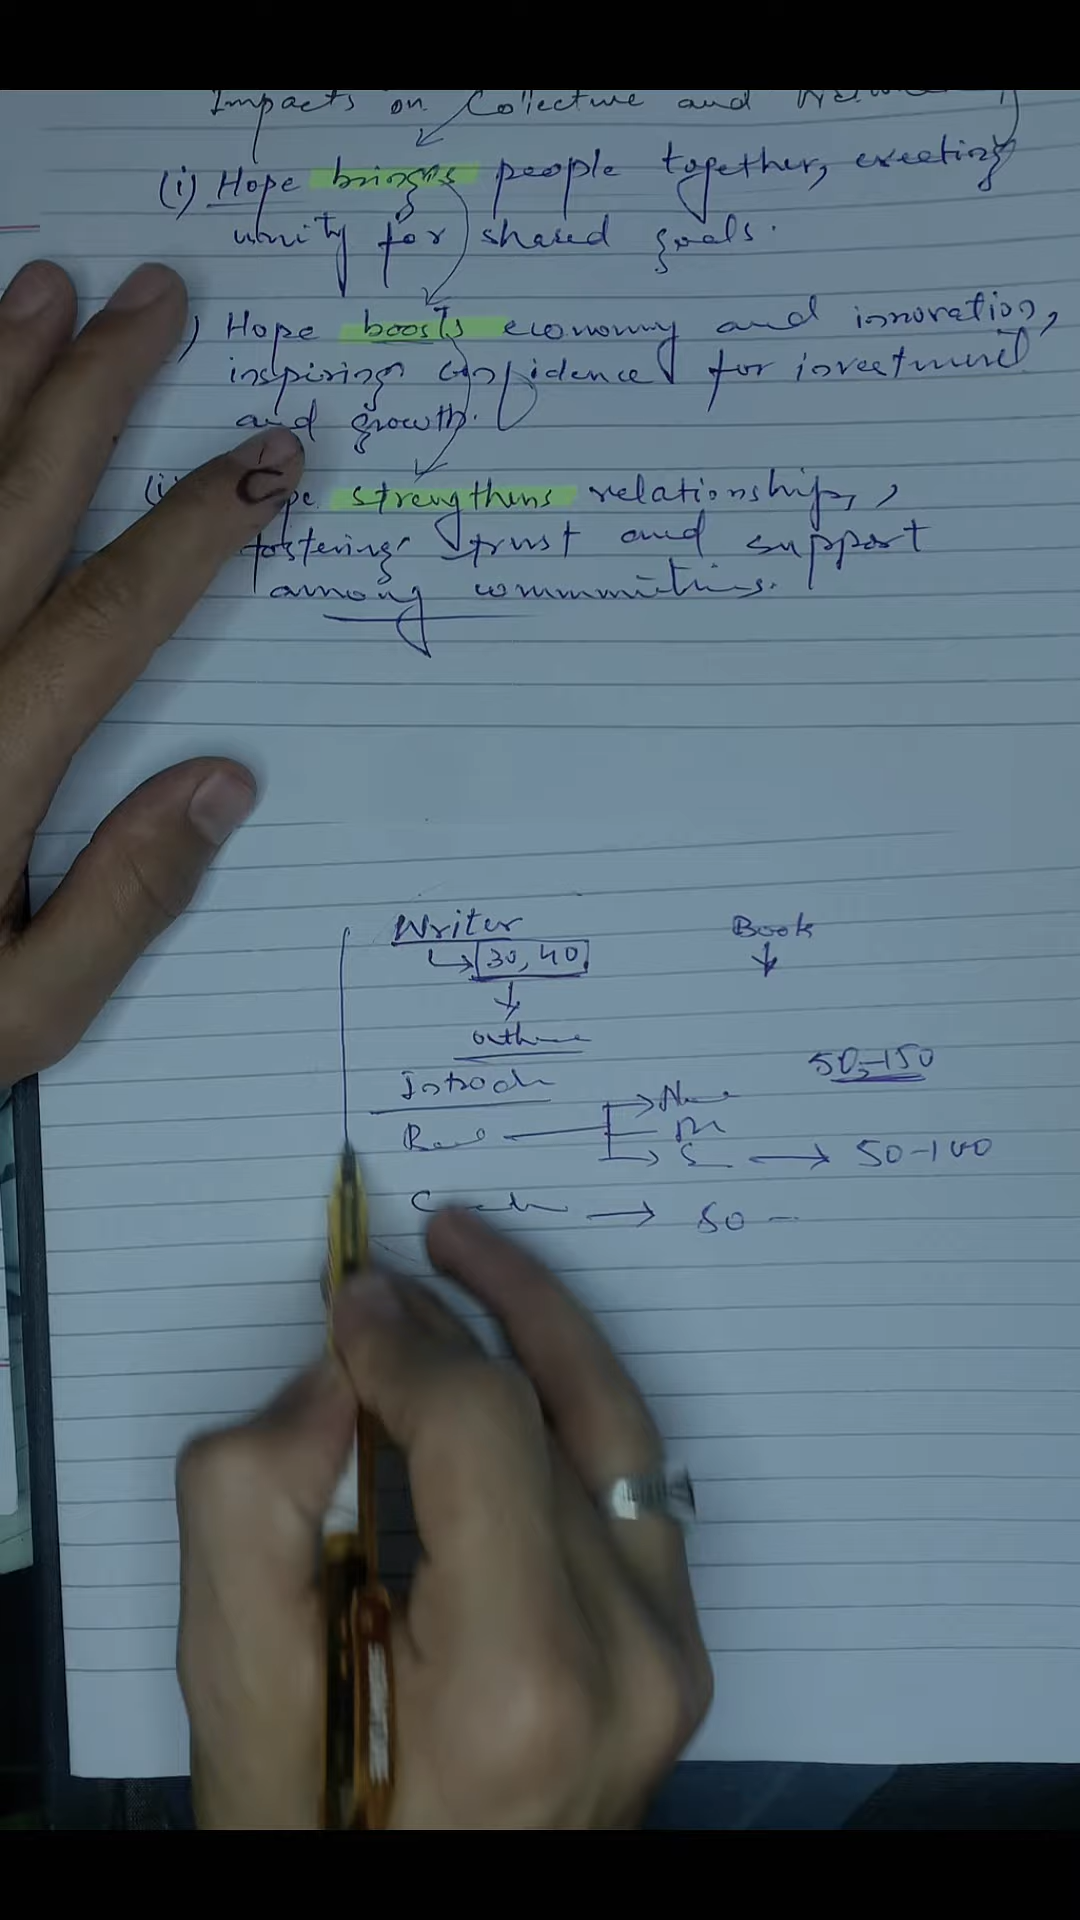 Impacts on Collective and
(i) Hope brings people together, creating
unity for shared goals.
) Hope boosts economy and innovation,
inspiring confidence for investment
and growth.
(ii strengthens relationships,
fostering trust and support
among communities.
Writer Book
30, 40
50-150
50-100
50 -